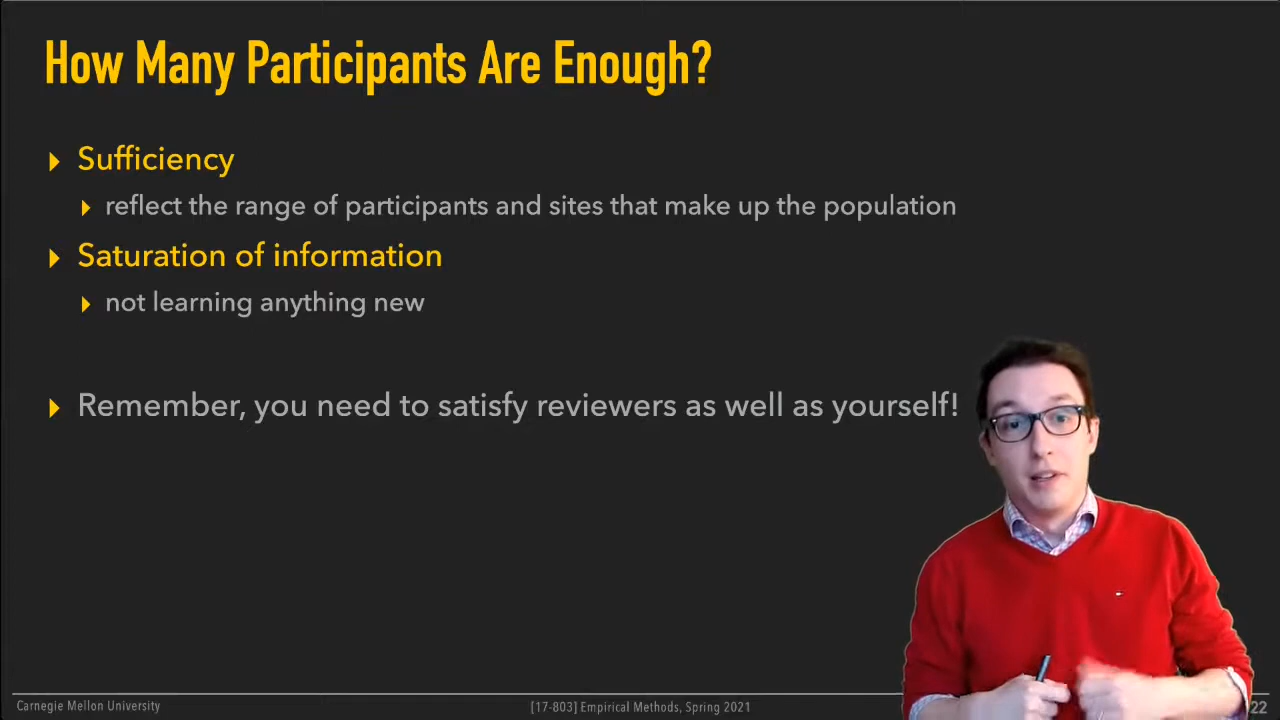 How Many Participants Are Enough?
Sufficiency
reflect the range of participants and sites that make up the population
Saturation of information
not learning anything new
Remember, you need to satisfy reviewers as well as yourself!
Carnegie Mellon University
[17-803] Empirical Methods, Spring 2021
22